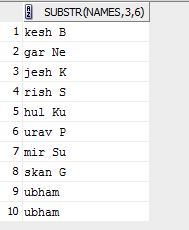 SUBSTR(NAMES,3,6)
1 kesh B
2 gar Ne
3 jesh K
4 rish S
5 hul Ku
6 urav P
7 mir Su
8 skan G
9 ubham
10 ubham